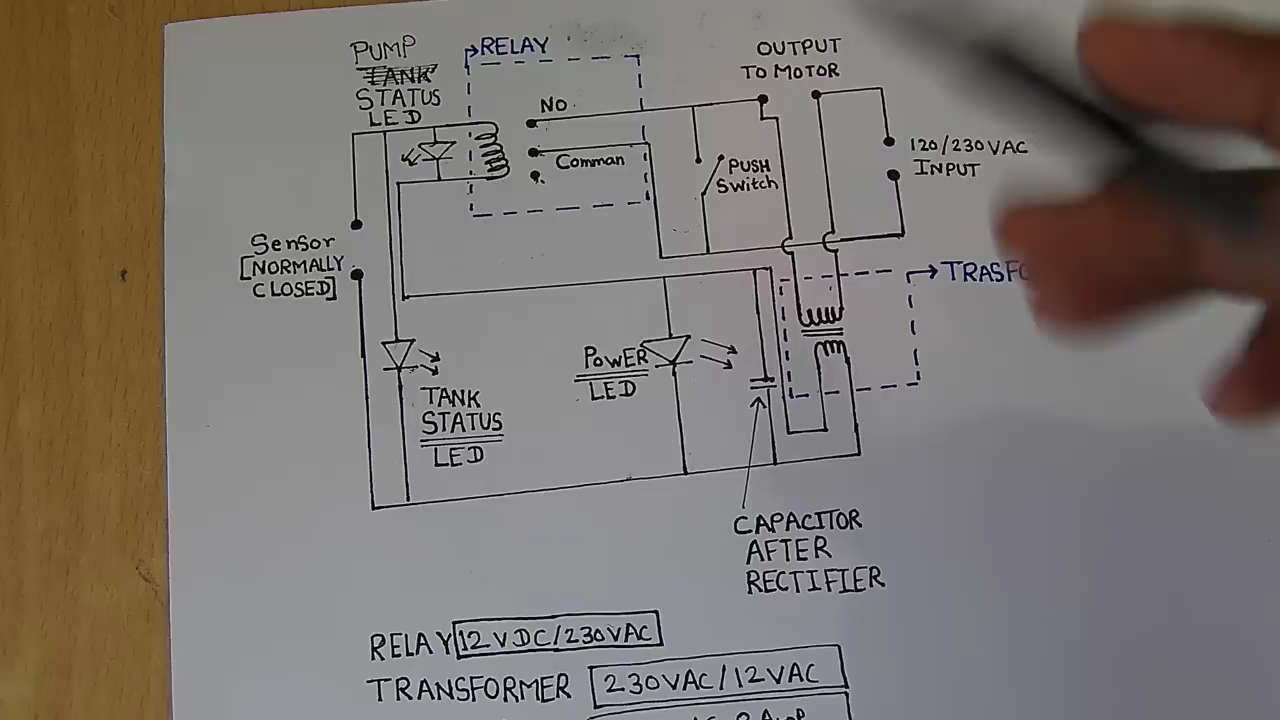 PUMP
TANK
STATUS
LED
RELAY
NO
Comman
OUTPUT
TO MOTOR
PUSH
Switch
120/230VAC
INPUT
Sensor
[NORMALLY
CLOSED]
TRASFO
TANK
STATUS
LED
POWER
LED
CAPACITOR
AFTER
RECTIFIER
RELAY 12VDC/230VAC
TRANSFORMER 230VAC/12VAC